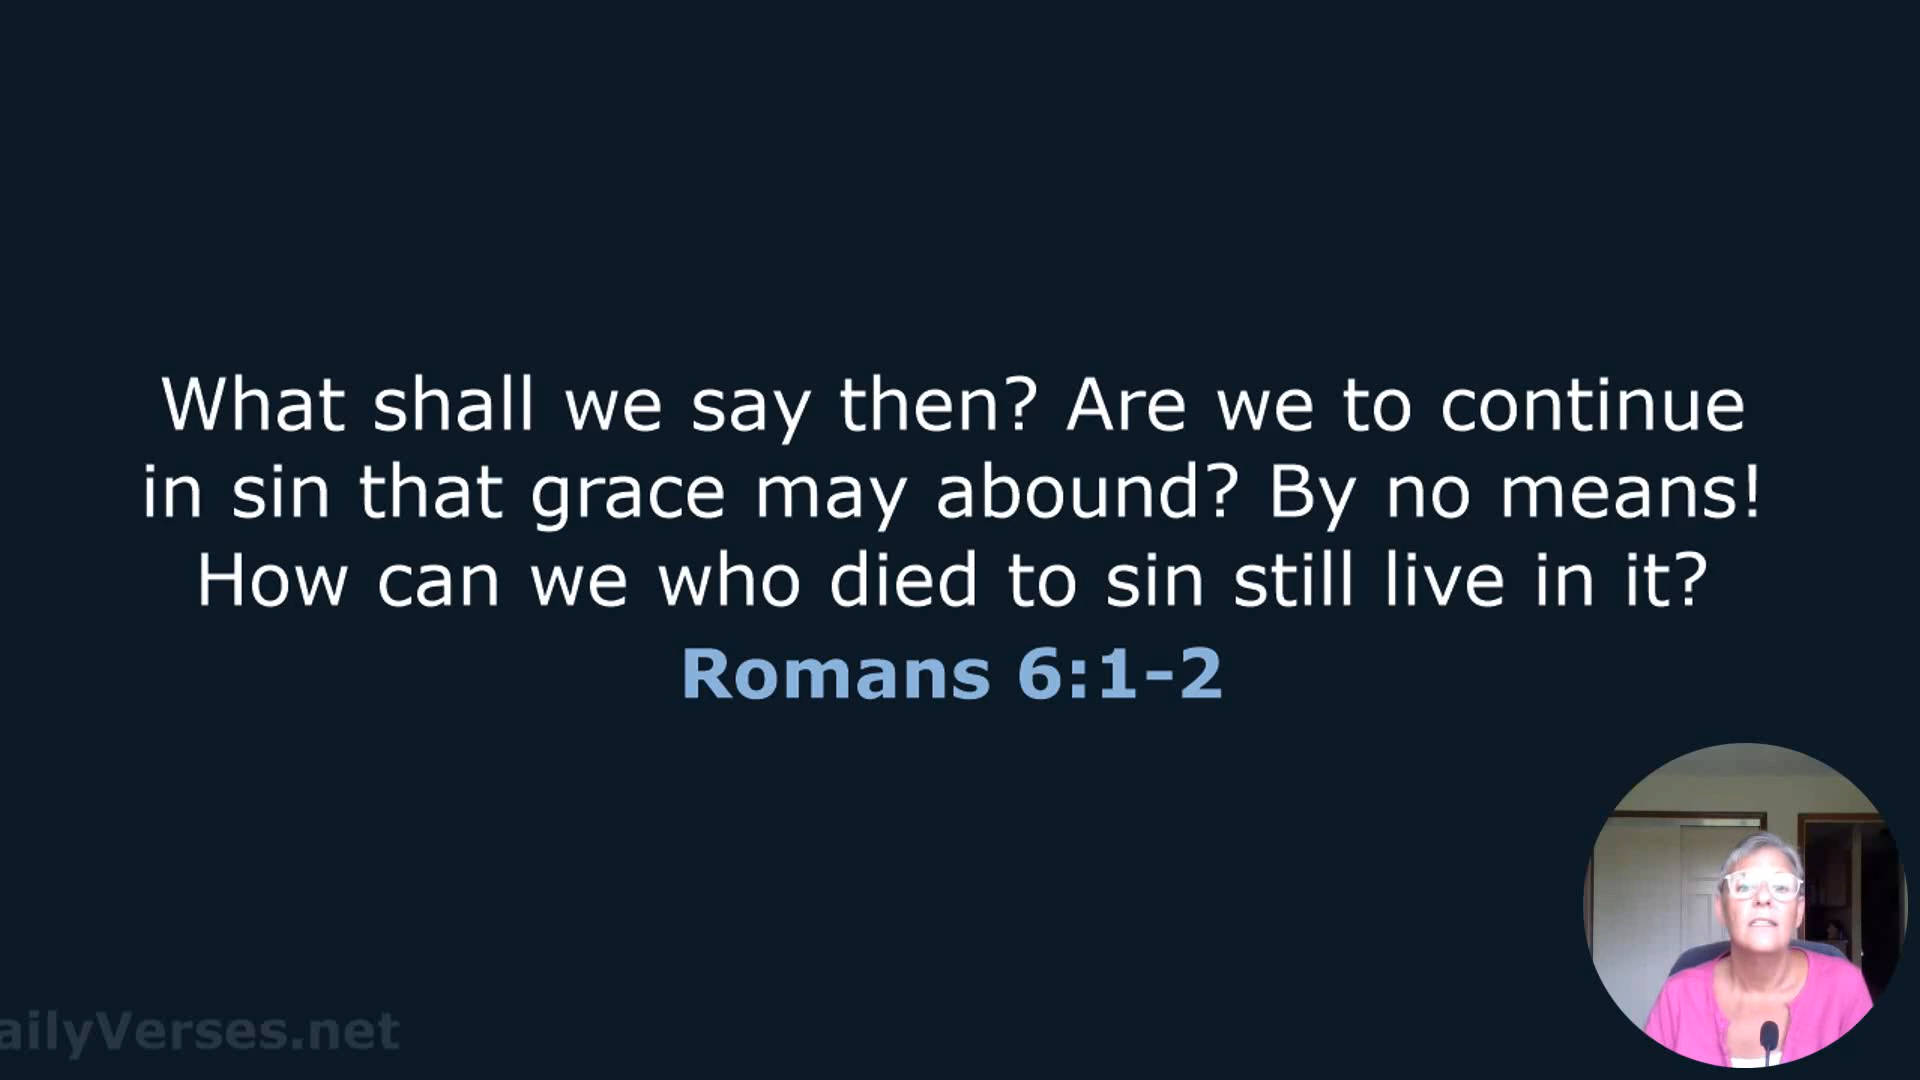 What shall we say then? Are we to continue
in sin that grace may abound? By no means!
How can we who died to sin still live in it?
Romans 6:1-2
ailyVerses.net